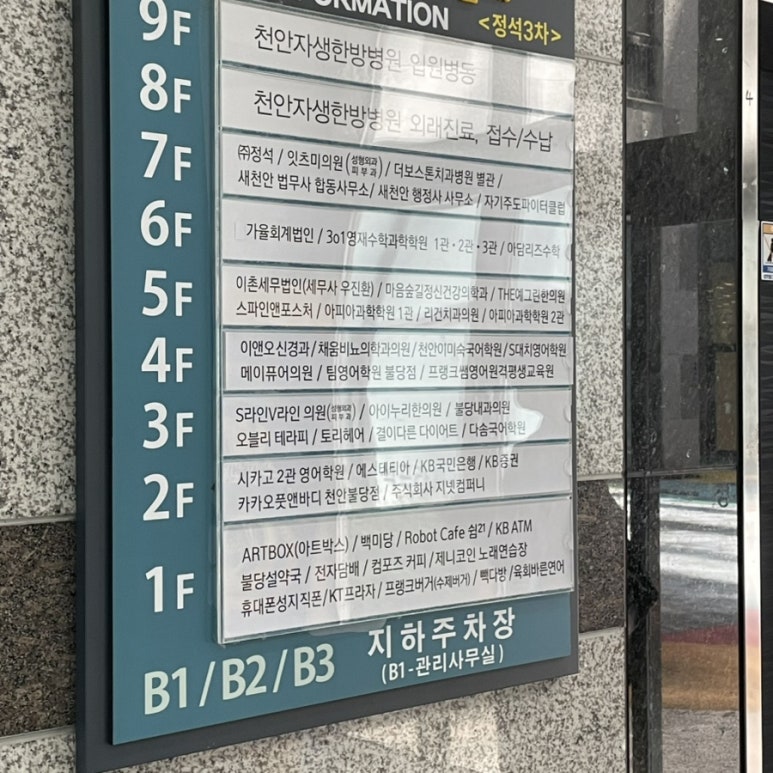 INFORMATION
<정석3차>
9F 천안자생한방병원 입원병동
8F 천안자생한방병원 외래진료, 접수/수납
7F ㈜정석 / 잇츠미의원(성형외과 피부과) / 더보스톤치과병원 별관 /
새천안 법무사 합동사무소 / 새천안 행정사 사무소 / 자기주도파이터클럽
6F 가율회계법인 / 3o1영재수학과학학원 1관·2관·3관 / 아담리즈수학
5F 이촌세무법인(세무사 우진환) / 마음숲길정신건강의학과 / THE예그린한의원
스파인앤포스처 / 아피아과학학원 1관 / 리건치과의원 / 아피아과학학원 2관
4F 이앤오신경과 / 채움비뇨의학과의원 / 천안이미숙국어학원 / S대치영어학원
메이퓨어의원 / 팀영어학원 불당점 / 프랭크쌤영어원격평생교육원
3F S라인V라인 의원(성형외과 피부과) / 아이누리한의원 / 불당내과의원
오블리 테라피 / 토리헤어 / 결이다른 다이어트 / 다솜국어학원
2F 시카고 2관 영어학원 / 에스테티아 / KB국민은행 / KB증권
카카오풋앤바디 천안불당점 / 주식회사 지넷컴퍼니
1F ARTBOX(아트박스) / 백미당 / Robot Cafe 쉼21 / KB ATM
불당설약국 / 전자담배 / 컴포즈 커피 / 제니코인 노래연습장
휴대폰성지직폰 / KT프라자 / 프랭크버거(수제버거) / 빽다방 / 육회바른연어
B1 / B2 / B3 지하주차장
(B1-관리사무실)